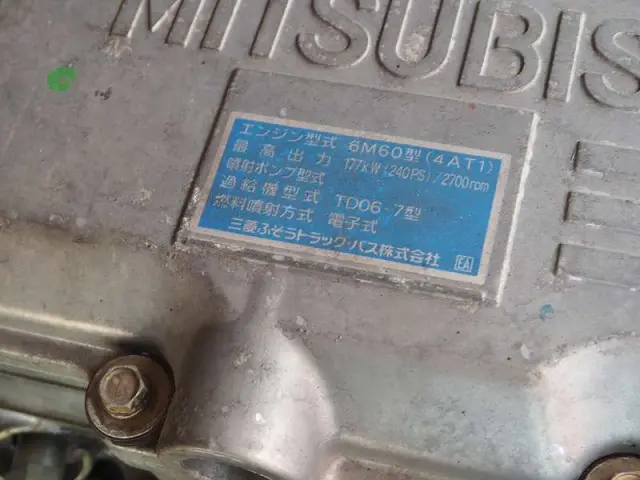 MITSUBIS
エンジン型式 6M60型(4AT1)
最高出力 177kW(240PS)/2700rpm
噴射ポンプ型式
過給機型式 TD06-7型
燃料噴射方式 電子式
三菱ふそうトラック・バス株式会社 EA